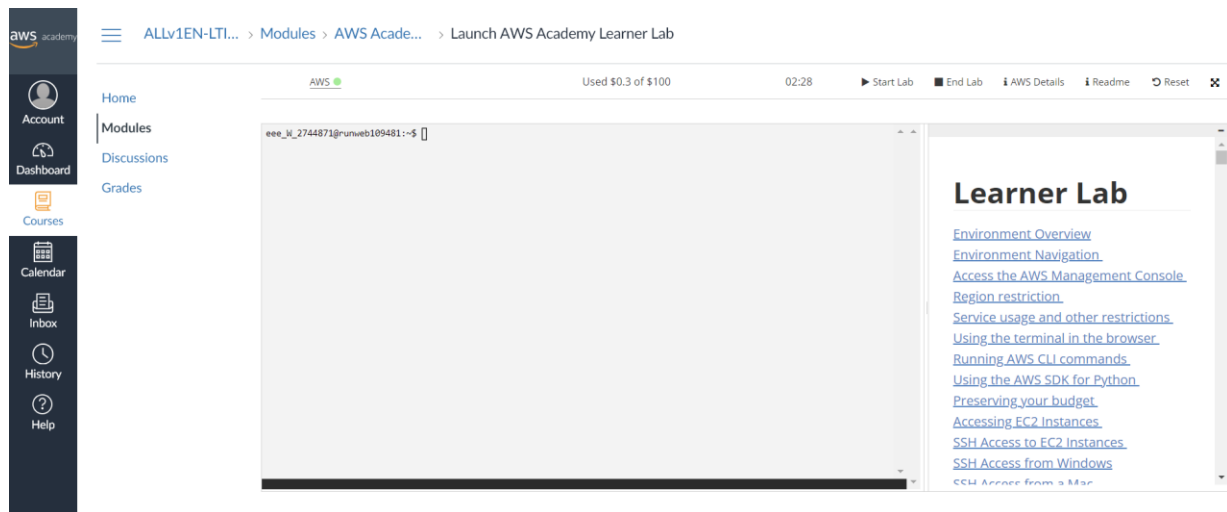 aws academy
ALLv1EN-LTI... > Modules > AWS Acade... > Launch AWS Academy Learner Lab
Account
Dashboard
Courses
Calendar
Inbox
History
Help
Home
Modules
Discussions
Grades
AWS
Used $0.3 of $100
02:28
Start Lab
End Lab
AWS Details
Readme
Reset
eee_W_2744871@runweb109481:~$
Learner Lab
Environment Overview
Environment Navigation
Access the AWS Management Console
Region restriction
Service usage and other restrictions
Using the terminal in the browser
Running AWS CLI commands
Using the AWS SDK for Python
Preserving your budget
Accessing EC2 Instances
SSH Access to EC2 Instances
SSH Access from Windows
SSH Access from a Mac